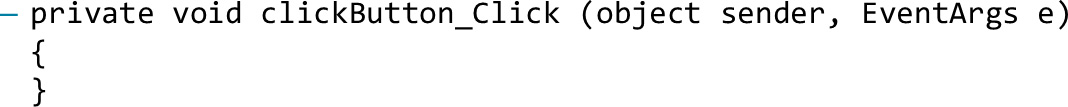 – private void clickButton_Click (object sender, EventArgs e)
{
}